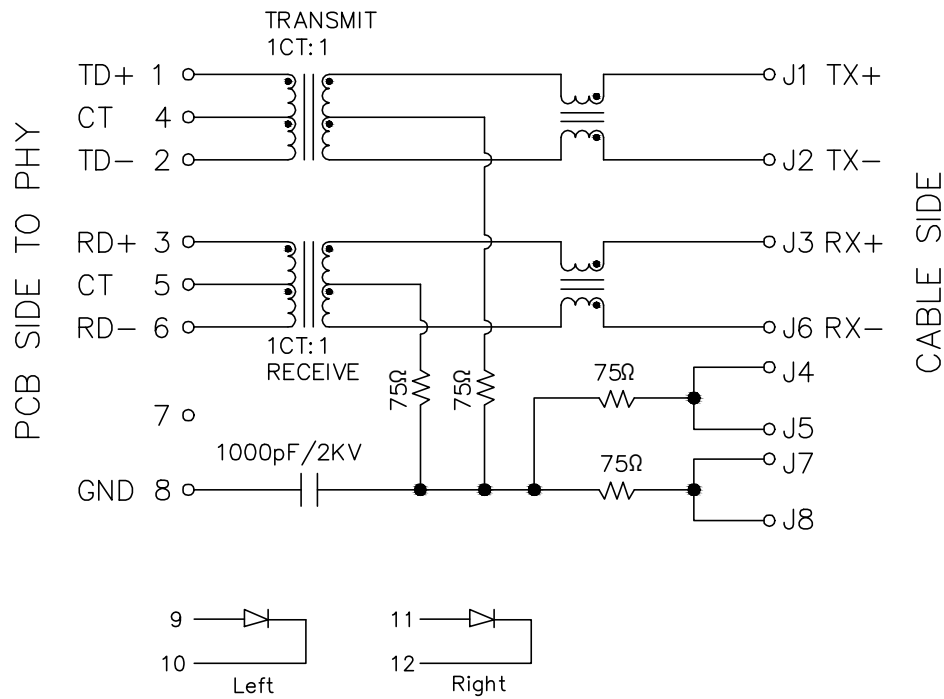 TRANSMIT
1CT:1
TD+ 1
CT 4
TD- 2
J1 TX+
J2 TX-
PCB SIDE TO PHY
CABLE SIDE
RD+ 3
CT 5
RD- 6
J3 RX+
J6 RX-
1CT:1
RECEIVE
75Ω
75Ω
75Ω
J4
J5
7
1000pF/2KV
GND 8
75Ω
J7
J8
9
10
Left
11
12
Right